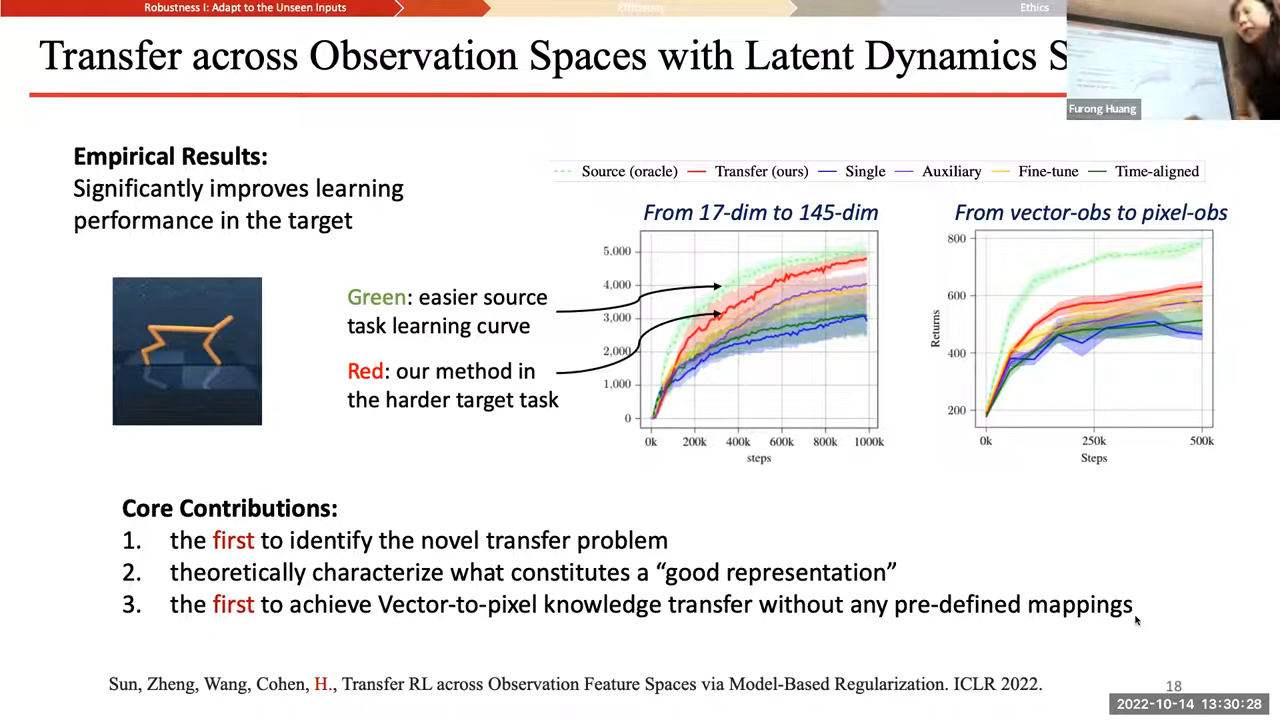 Robustness I: Adapt to the Unseen Inputs
Efficiency
Ethics
Transfer across Observation Spaces with Latent Dynamics S
Furong Huang
Empirical Results:
Significantly improves learning
performance in the target
Source (oracle) Transfer (ours) Single Auxiliary Fine-tune Time-aligned
From 17-dim to 145-dim
From vector-obs to pixel-obs
Green: easier source
task learning curve
Red: our method in
the harder target task
5,000
4,000
3,000
2,000
1,000
0
0k 200k 400k 600k 800k 1000k
steps
Returns
800
600
400
200
0k 250k 500k
Steps
Core Contributions:
1. the first to identify the novel transfer problem
2. theoretically characterize what constitutes a “good representation”
3. the first to achieve Vector-to-pixel knowledge transfer without any pre-defined mappings
Sun, Zheng, Wang, Cohen, H., Transfer RL across Observation Feature Spaces via Model-Based Regularization. ICLR 2022.
18
2022-10-14 13:30:28